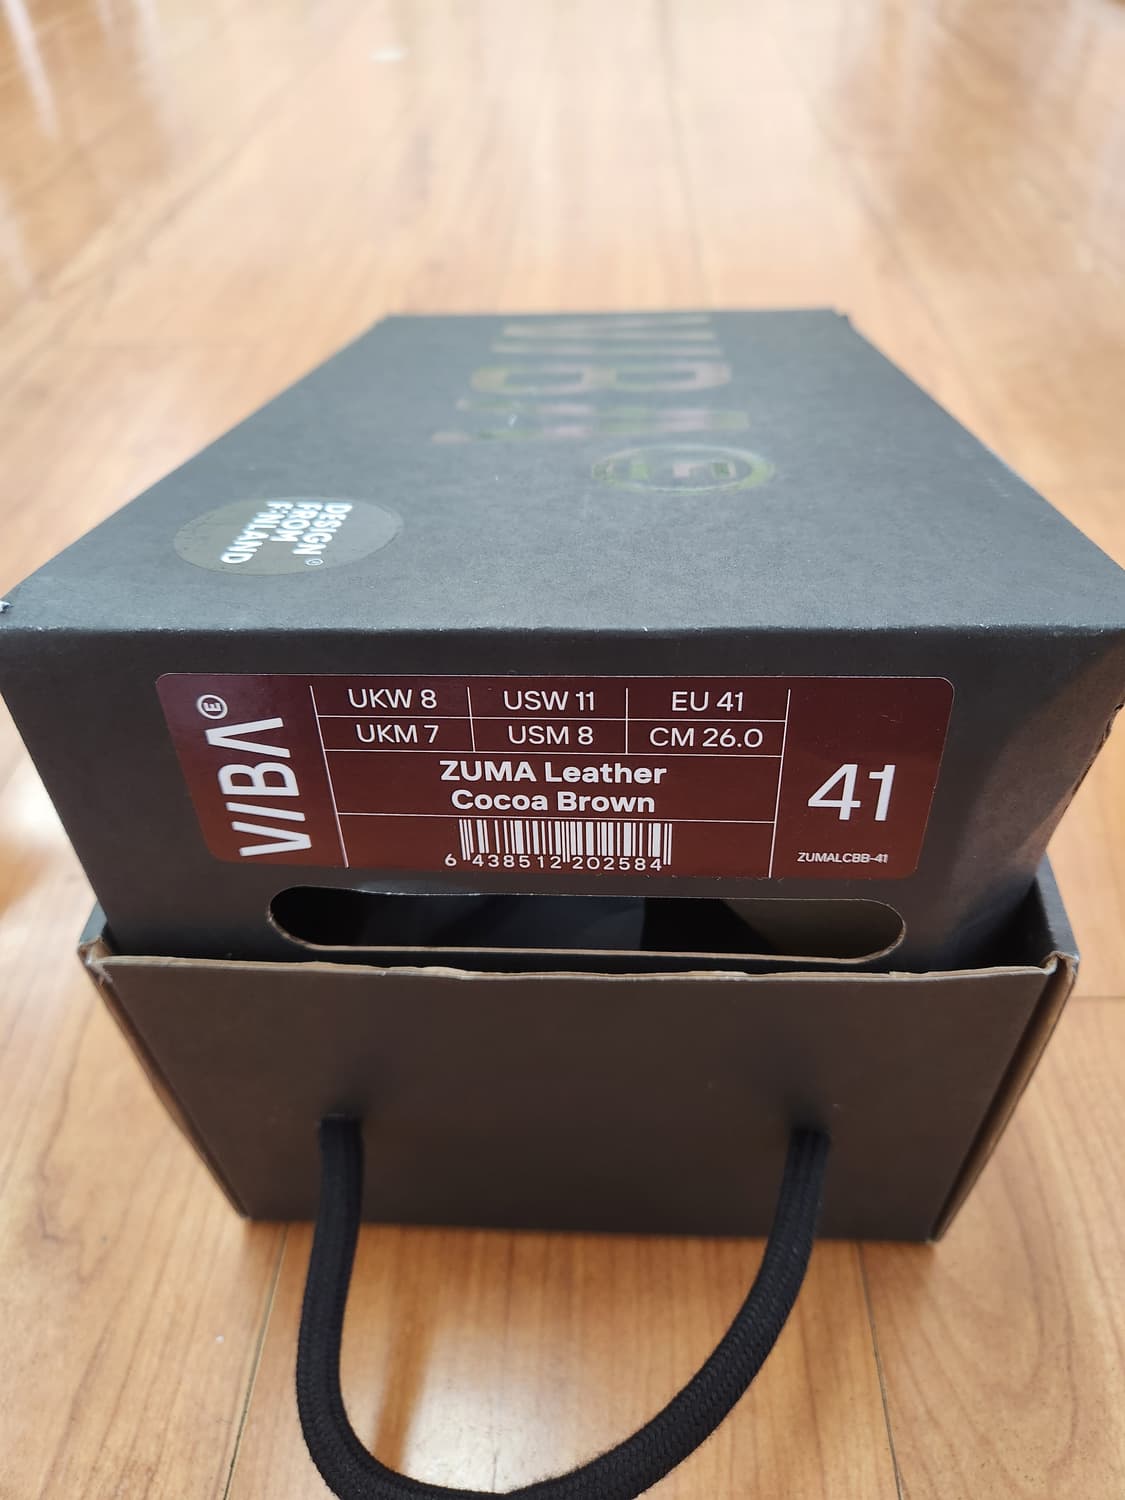 VIBAE
DESIGN
FROM
FINLAND®
VIBAE
UKW 8 USW 11 EU 41
UKM 7 USM 8 CM 26.0
ZUMA Leather
Cocoa Brown
6 438512 202584
41
ZUMALCBB-41